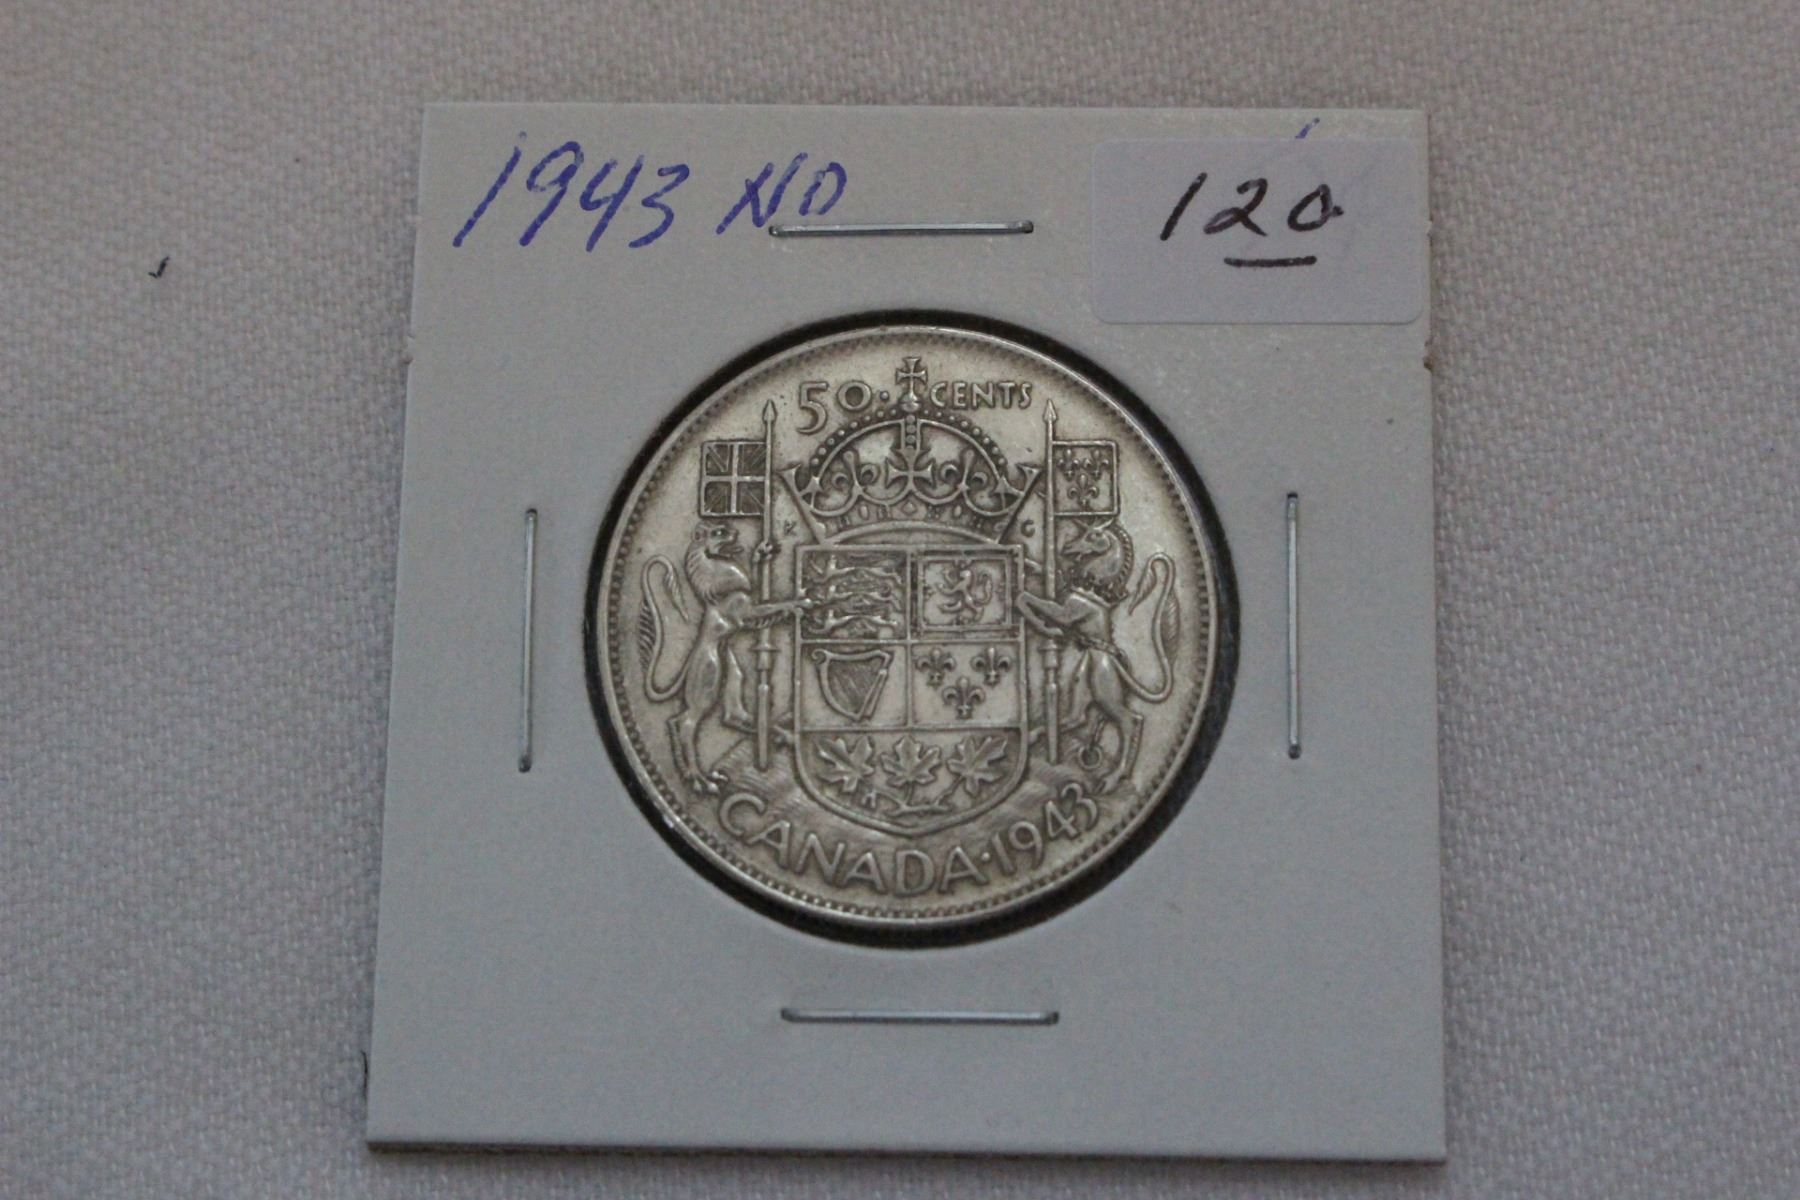 1943 ND
120
50 · CENTS
K G
CANADA · 1943